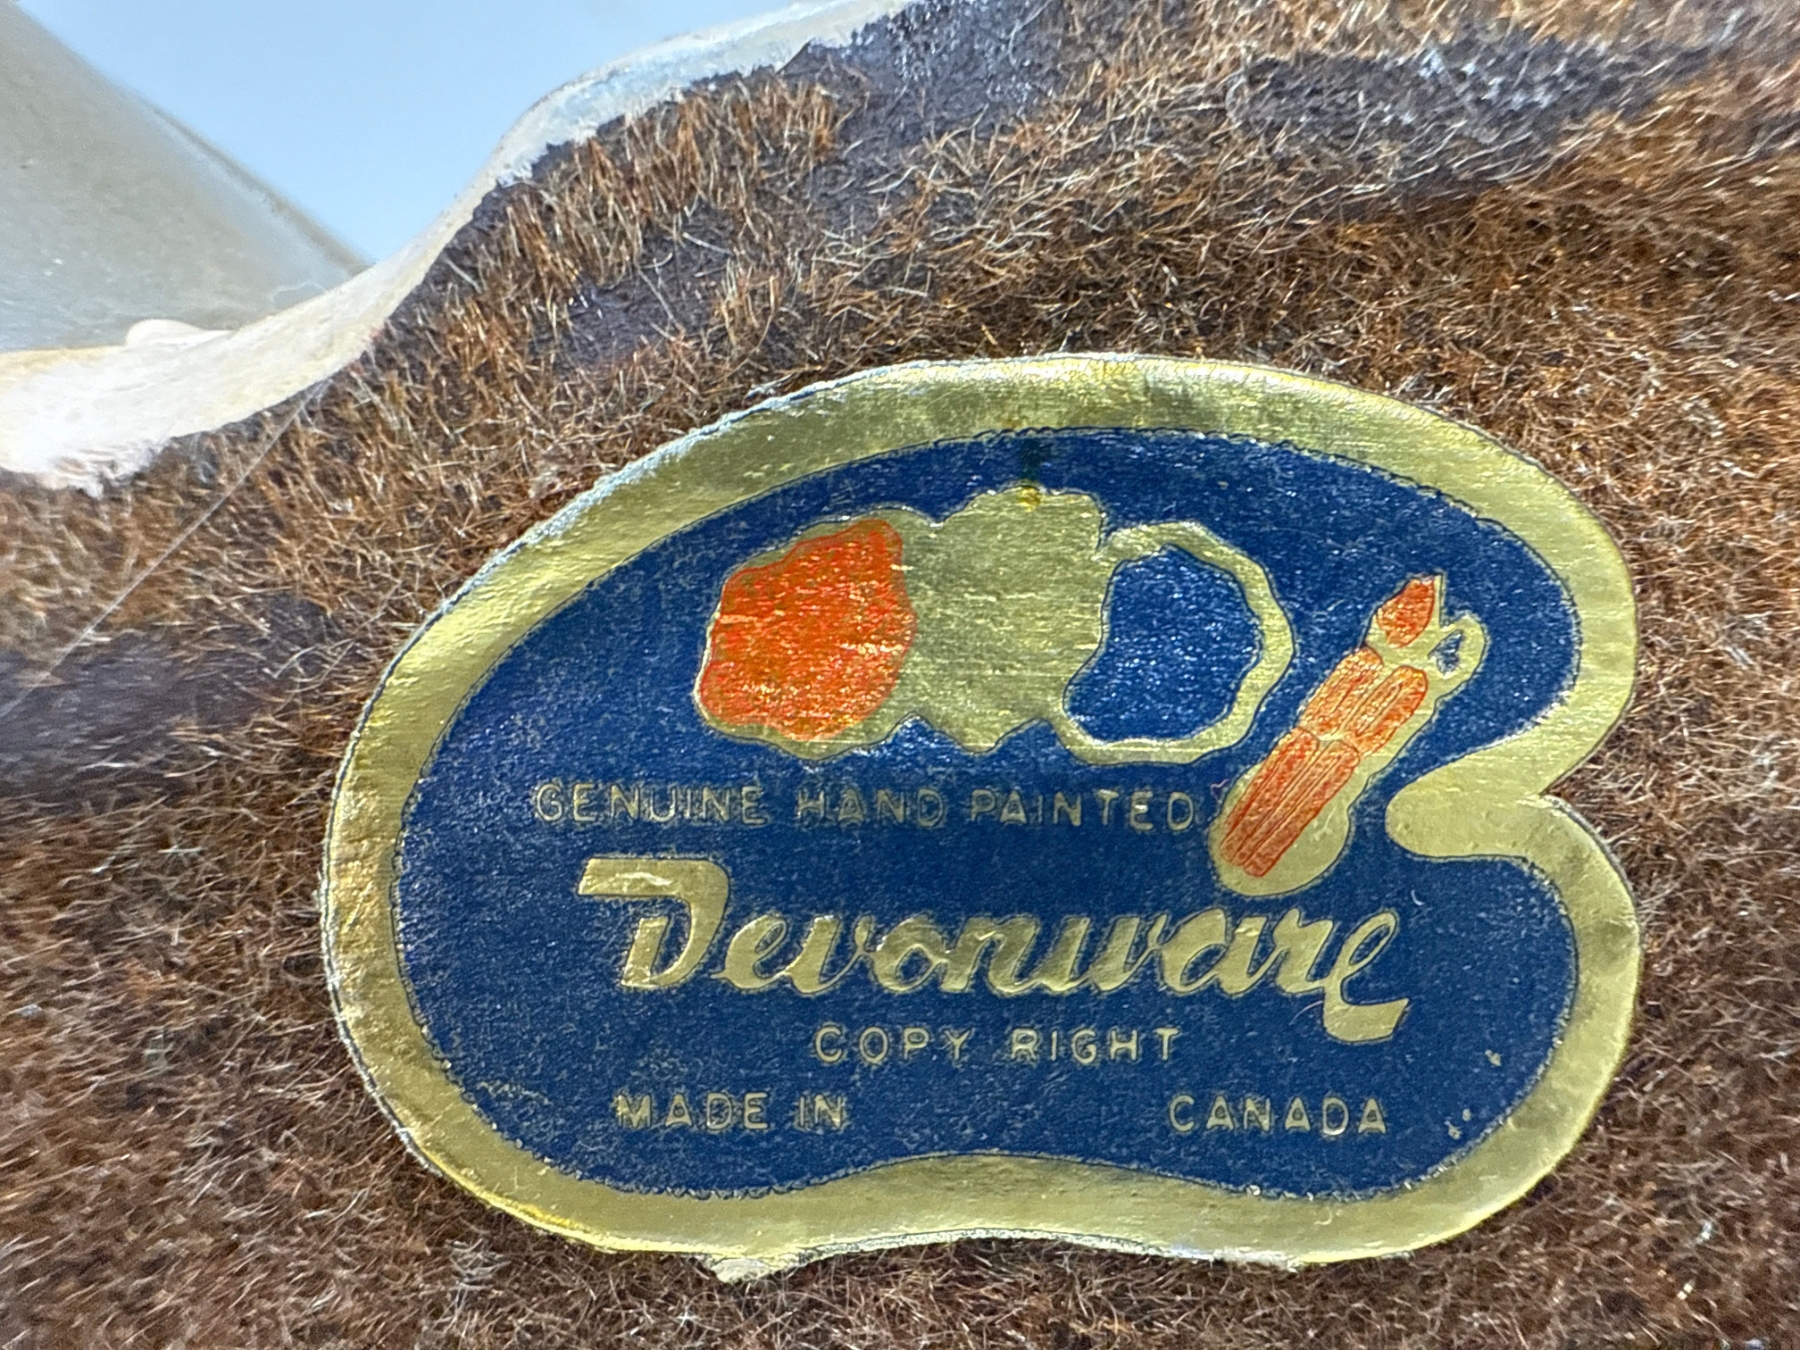 GENUINE HAND PAINTED
Devonware
COPY RIGHT
MADE IN CANADA